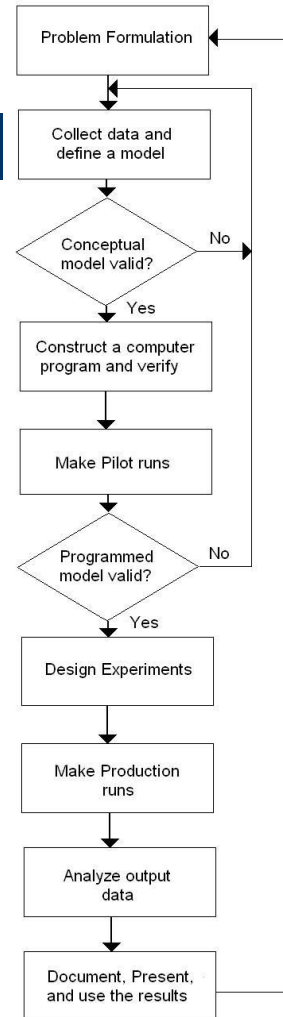 Problem Formulation
Collect data and
define a model
Conceptual
model valid?
No
Yes
Construct a computer
program and verify
Make Pilot runs
Programmed
model valid?
No
Yes
Design Experiments
Make Production
runs
Analyze output
data
Document, Present,
and use the results